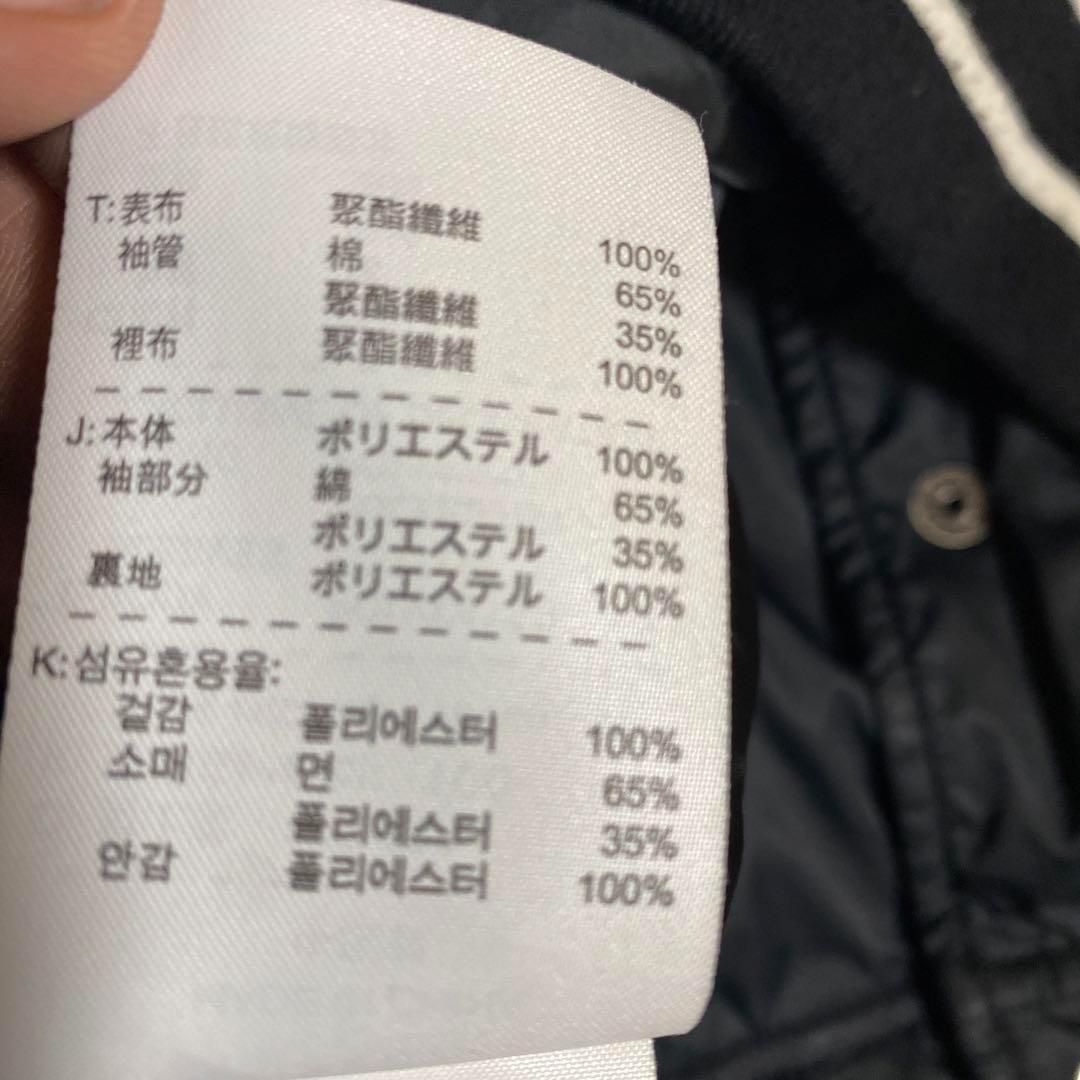 T:表布 聚酯纖維 100%
袖管 棉 65%
聚酯纖維 35%
裡布 聚酯纖維 100%
J:本体 ポリエステル 100%
袖部分 綿 65%
ポリエステル 35%
裏地 ポリエステル 100%
K:섬유혼용율:
겉감 폴리에스터 100%
소매 면 65%
폴리에스터 35%
안감 폴리에스터 100%